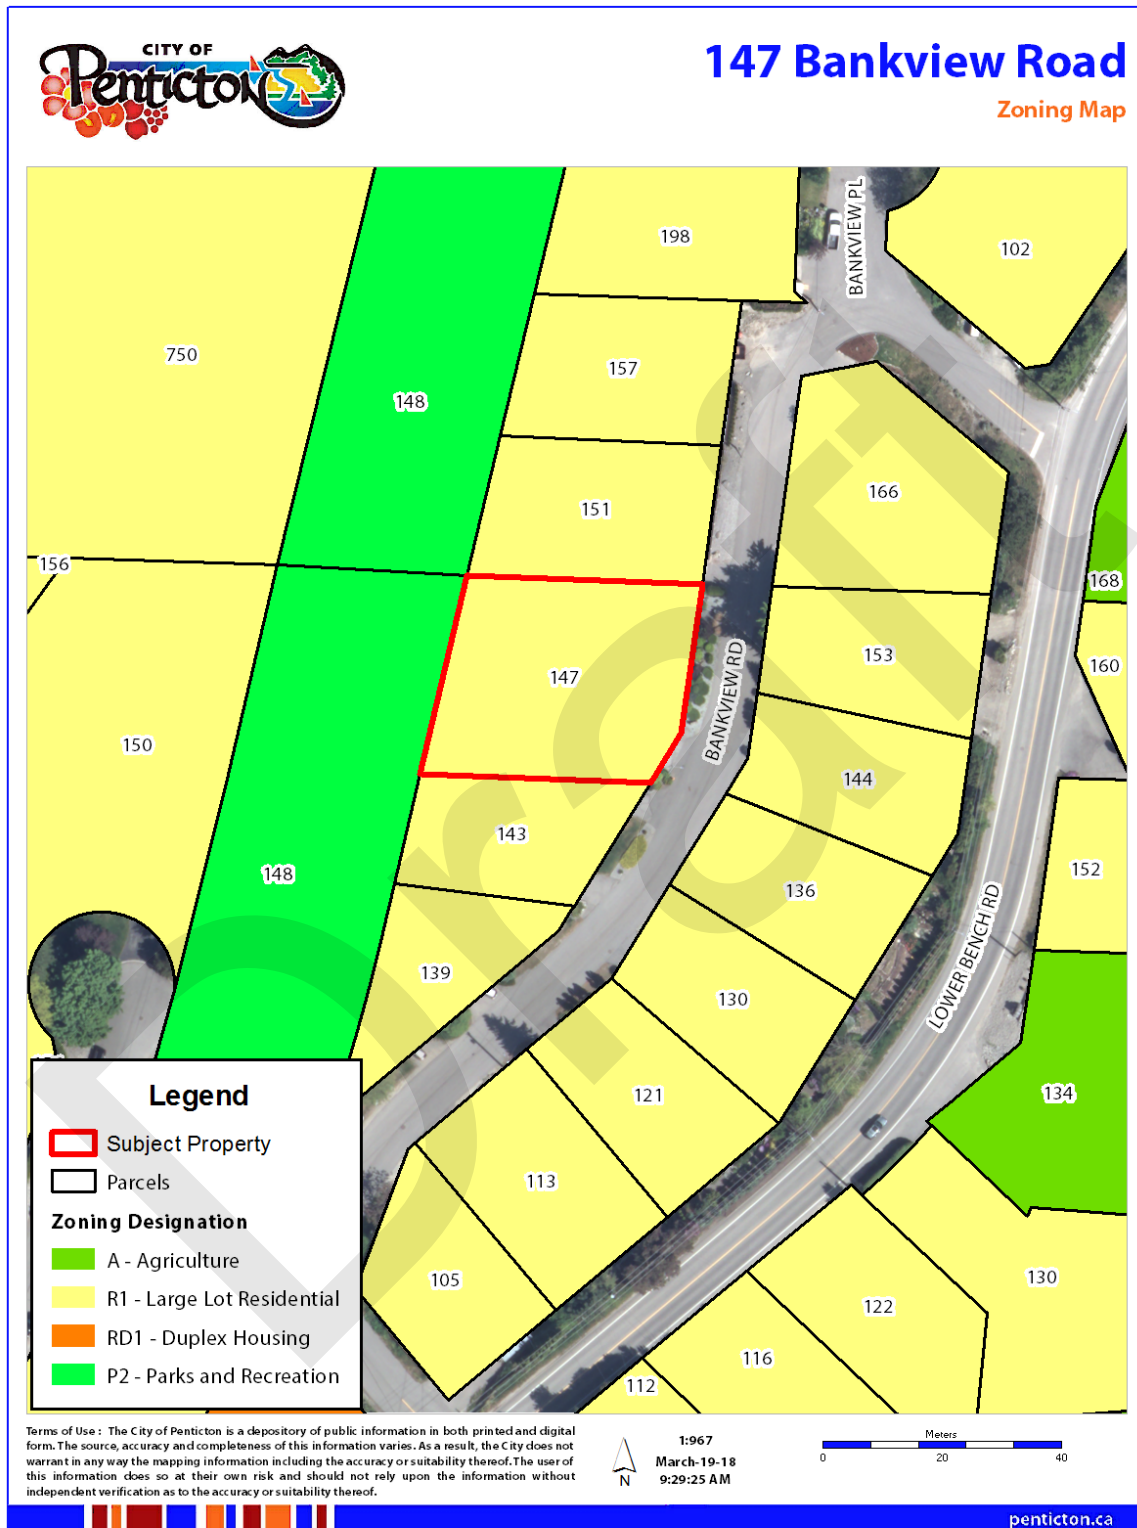 CITY OF
Penticton
147 Bankview Road
Zoning Map
198
BANKVIEW PL
102
750
157
148
151
166
156
168
147
BANKVIEW RD
153
160
150
144
143
148
136
152
139
130
LOWER BENCH RD
121
134
113
105
130
122
116
112
Draft
Legend
Subject Property
Parcels
Zoning Designation
A - Agriculture
R1 - Large Lot Residential
RD1 - Duplex Housing
P2 - Parks and Recreation
Terms of Use : The City of Penticton is a depository of public information in both printed and digital
form. The source, accuracy and completeness of this information varies. As a result, the City does not
warrant in any way the mapping information including the accuracy or suitability thereof. The user of
this information does so at their own risk and should not rely upon the information without
independent verification as to the accuracy or suitability thereof.
N
1:967
March-19-18
9:29:25 AM
Meters
0 20 40
penticton.ca